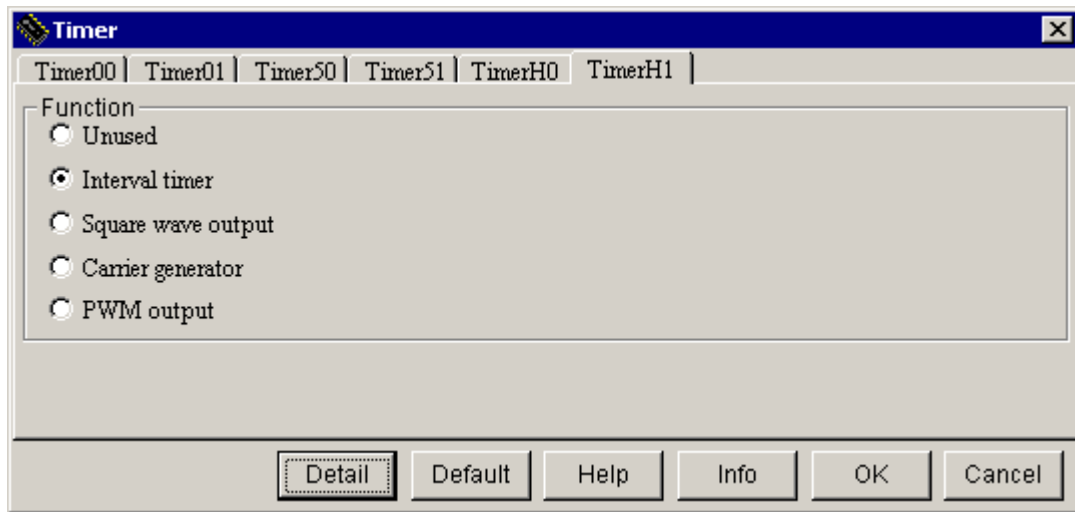 Timer
Timer00 Timer01 Timer50 Timer51 TimerH0 TimerH1
Function
Unused
Interval timer
Square wave output
Carrier generator
PWM output
Detail Default Help Info OK Cancel